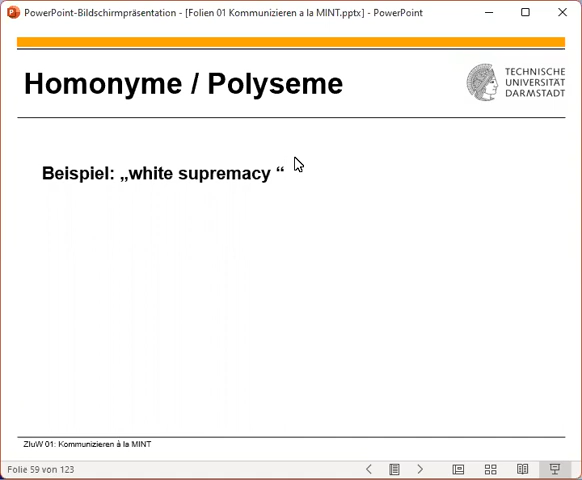 PowerPoint-Bildschirmpräsentation - [Folien 01 Kommunizieren a la MINT.pptx] - PowerPoint
Homonyme / Polyseme
TECHNISCHE
UNIVERSITÄT
DARMSTADT
Beispiel: „white supremacy “
ZIuW 01: Kommunizieren à la MINT
Folie 59 von 123